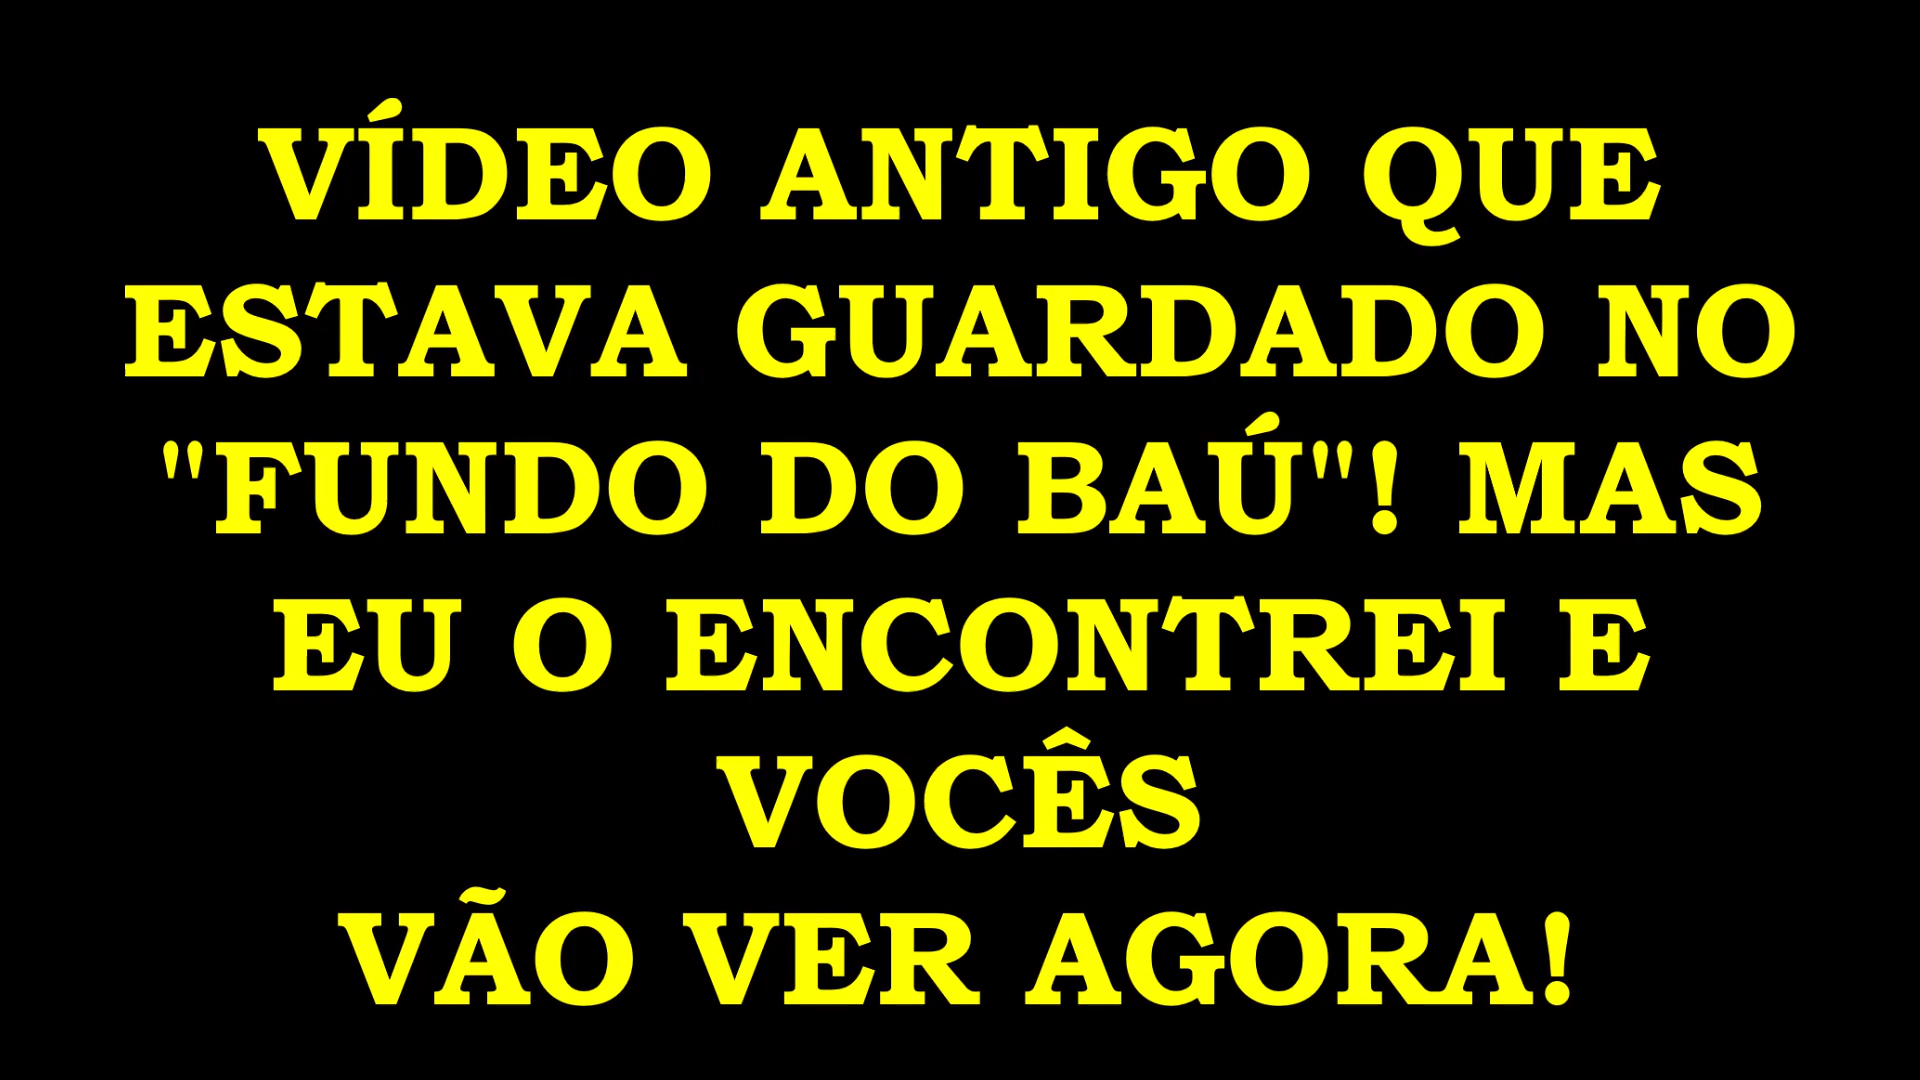 VÍDEO ANTIGO QUE
ESTAVA GUARDADO NO
"FUNDO DO BAÚ"! MAS
EU O ENCONTREI E
VOCÊS
VÃO VER AGORA!